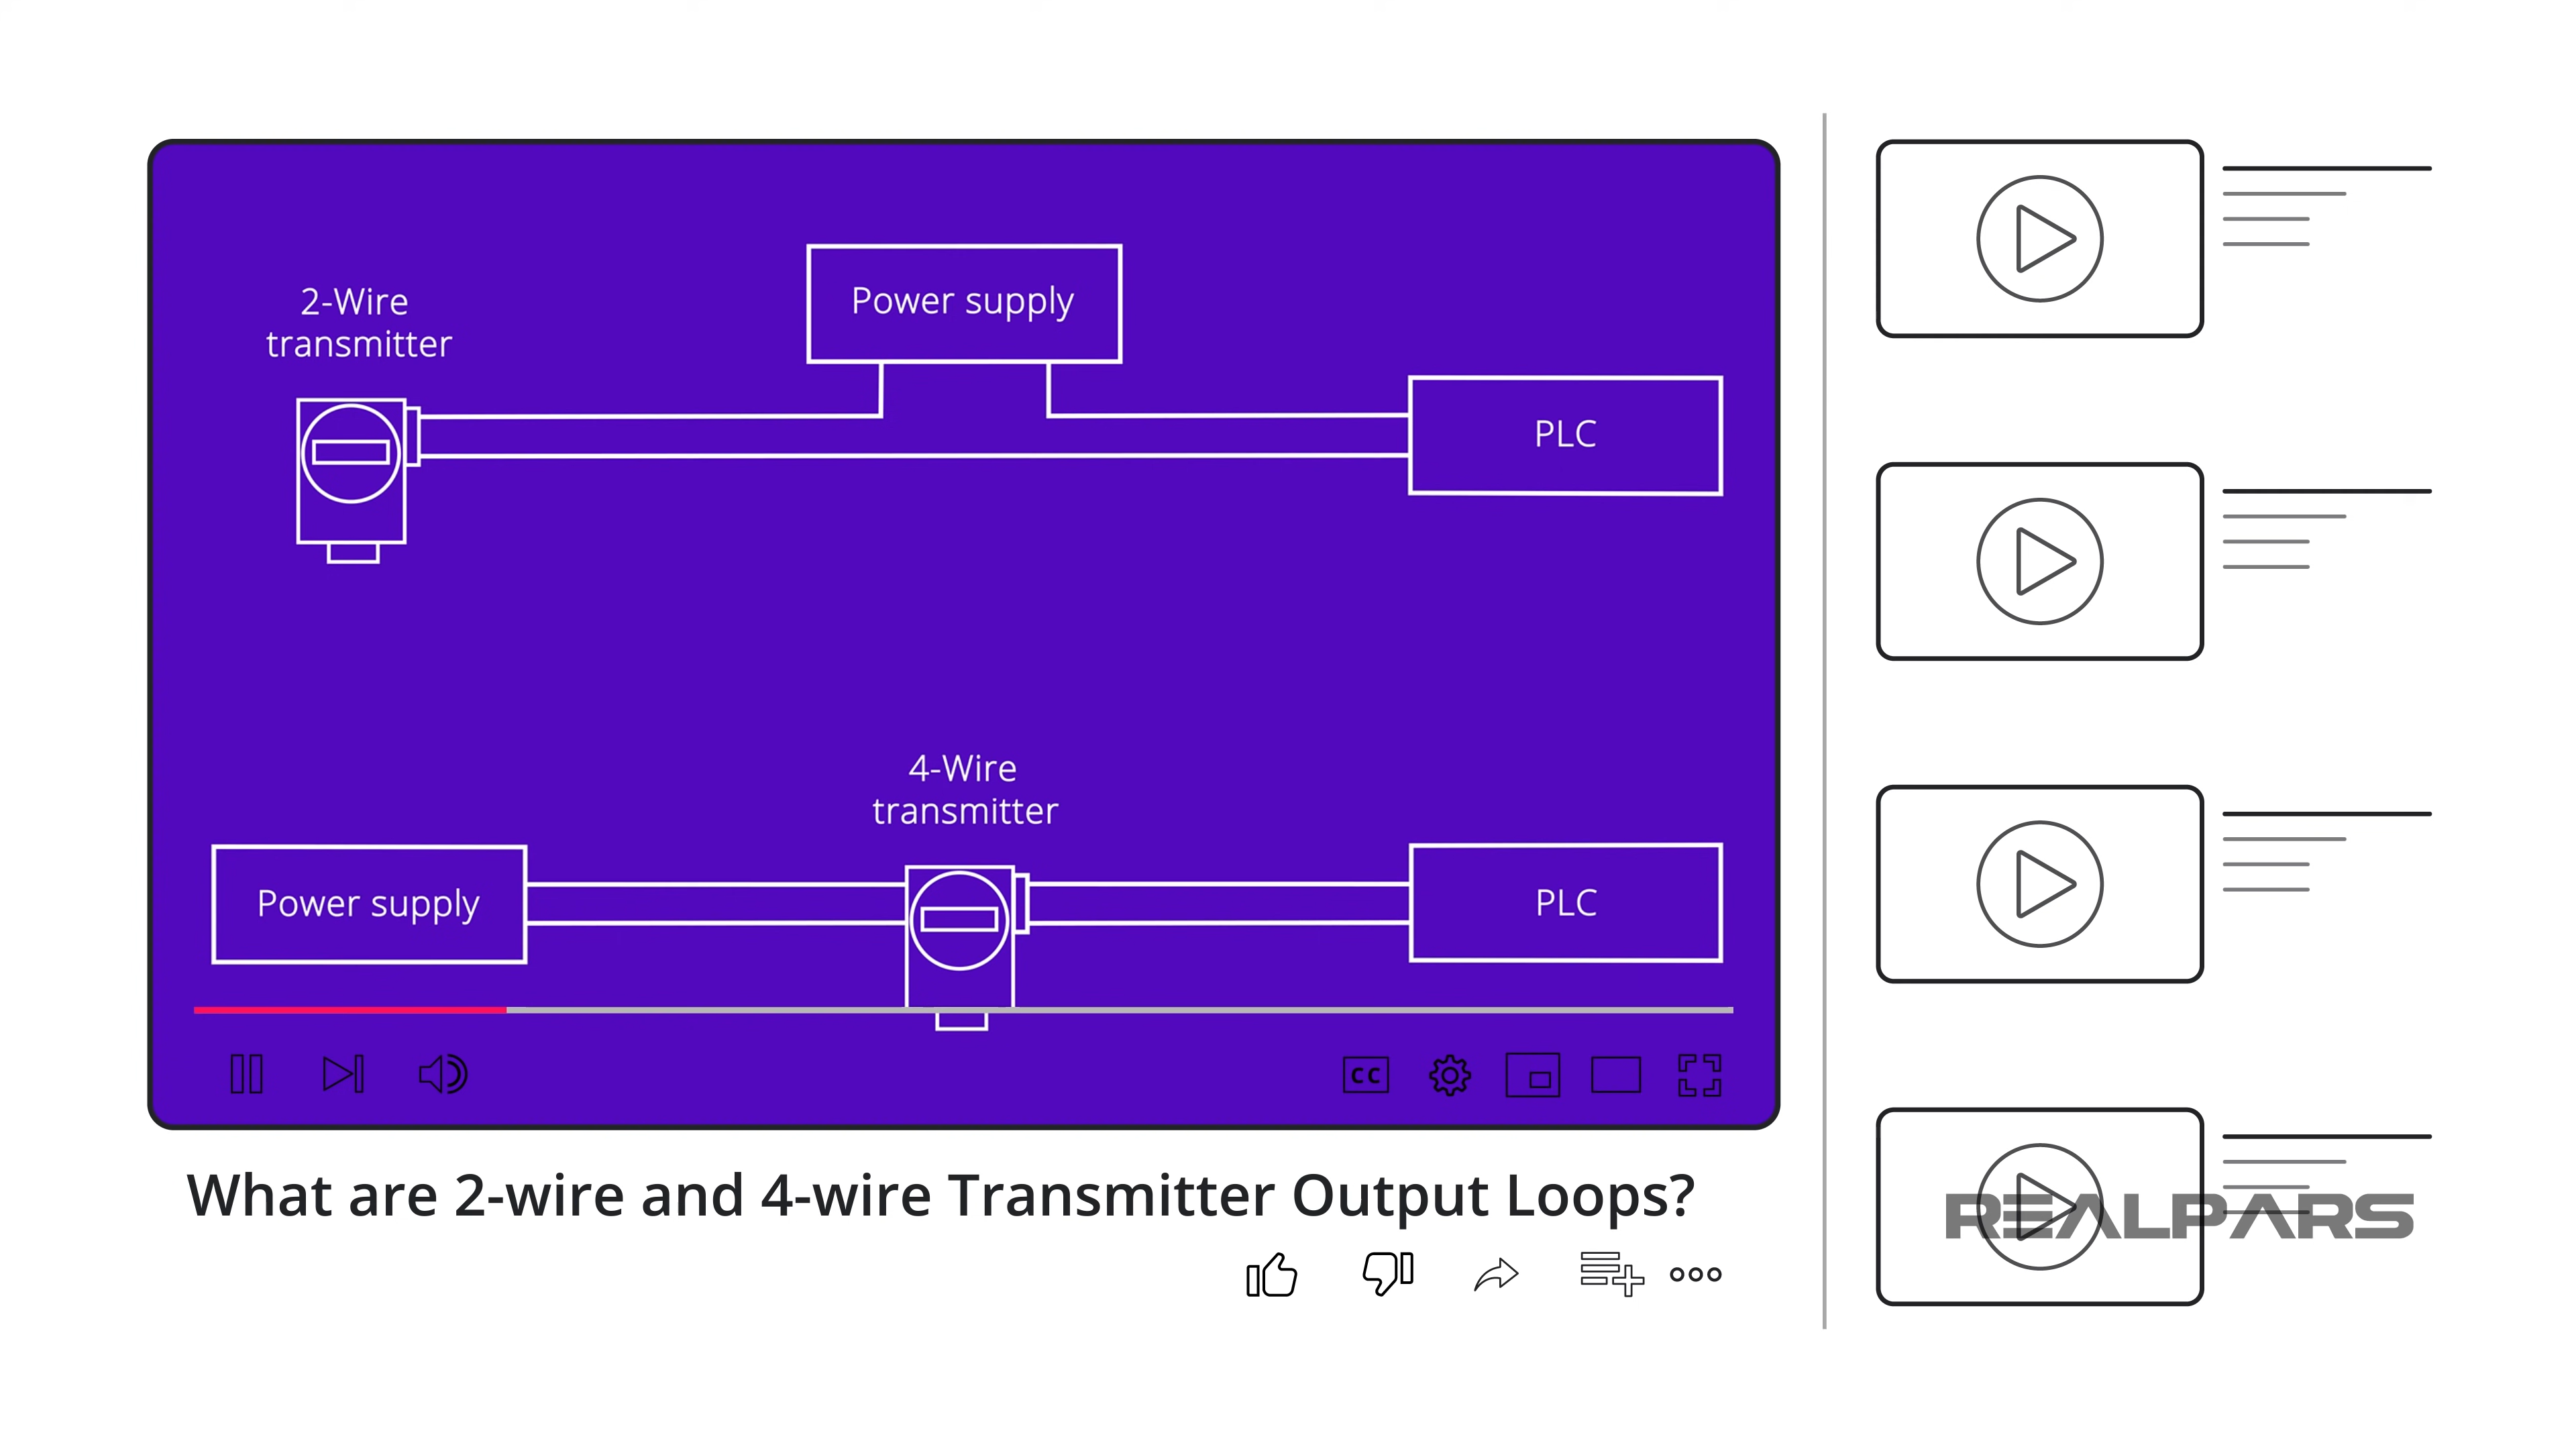 2-Wire
transmitter
Power supply
PLC
4-Wire
transmitter
Power supply
PLC
CC
What are 2-wire and 4-wire Transmitter Output Loops?
REALPARS